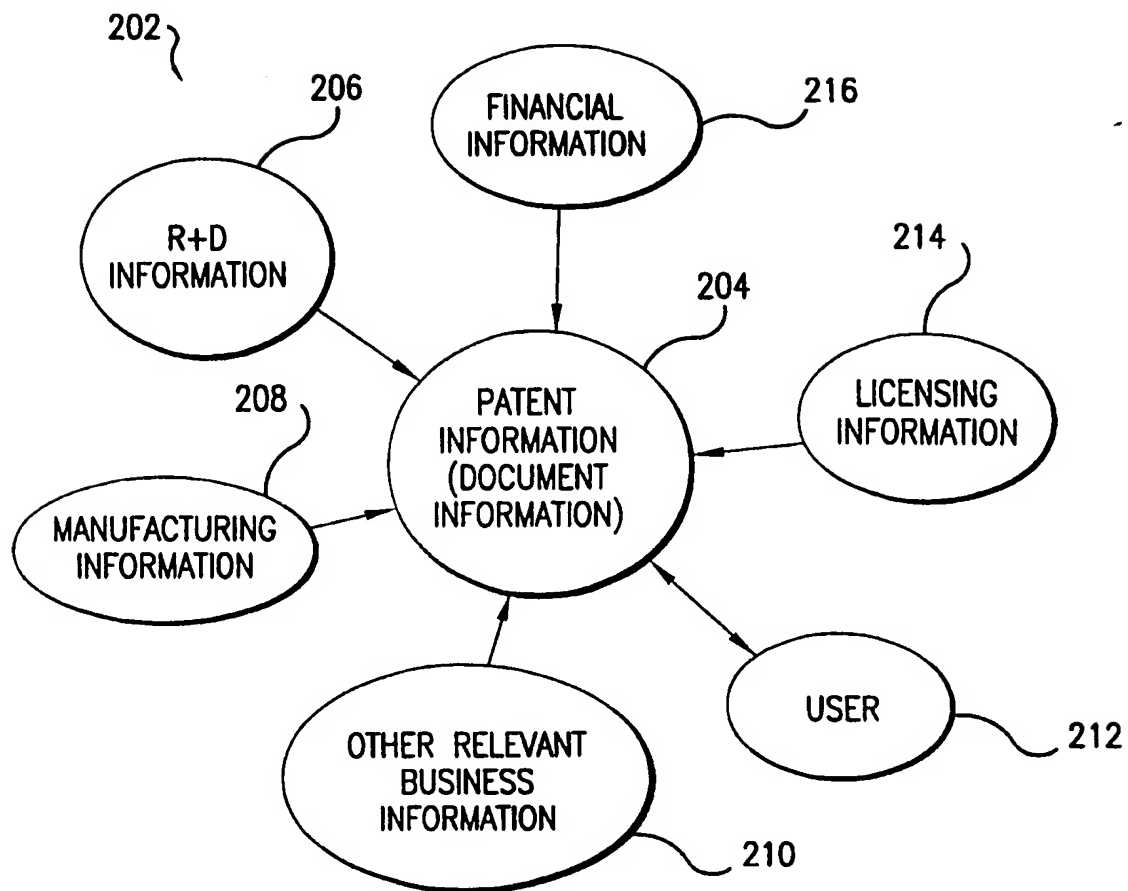 202
206
FINANCIAL
INFORMATION
216
R+D
INFORMATION
214
204
PATENT
INFORMATION
(DOCUMENT
INFORMATION)
LICENSING
INFORMATION
208
MANUFACTURING
INFORMATION
USER
212
OTHER RELEVANT
BUSINESS
INFORMATION
210